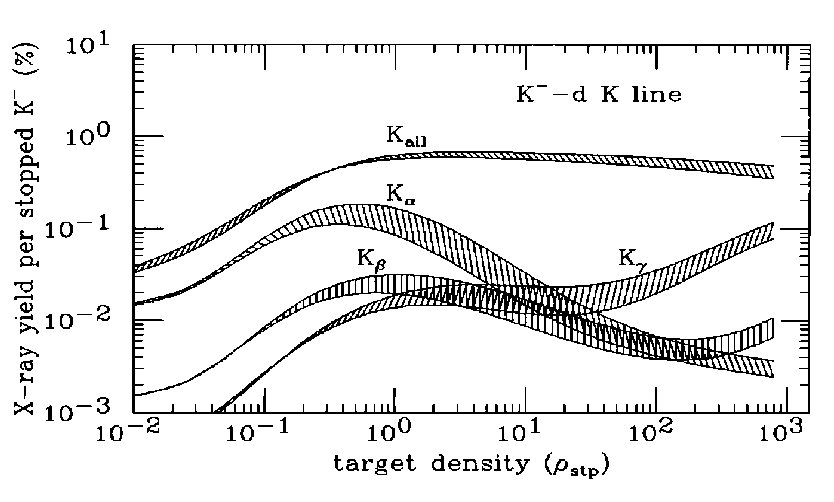 X-ray yield per stopped K⁻ (%)
10¹
10⁰
10⁻¹
10⁻²
10⁻³
K⁻-d K line
K_all
K_α
K_β
K_γ
10⁻² 10⁻¹ 10⁰ 10¹ 10² 10³
target density (ρ_stp)